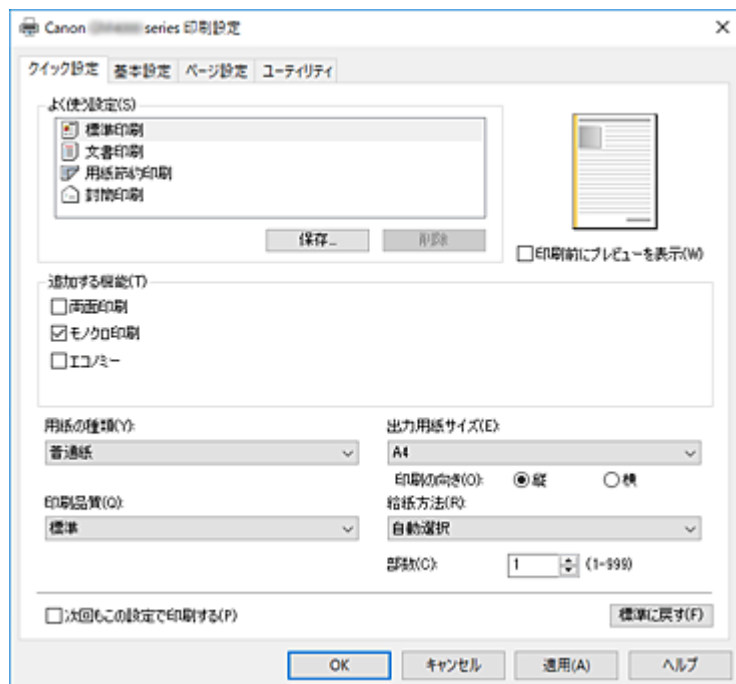 Canon series 印刷設定
クイック設定 基本設定 ページ設定 ユーティリティ
よく使う設定(S)
標準印刷
文書印刷
用紙節約印刷
封筒印刷
保存... 削除
印刷前にプレビューを表示(W)
追加する機能(T)
両面印刷
モノクロ印刷
エコノミー
用紙の種類(Y): 出力用紙サイズ(E):
普通紙 A4
印刷の向き(O): 縦 横
印刷品質(Q): 給紙方法(R):
標準 自動選択
部数(C): 1 (1-999)
次回もこの設定で印刷する(P) 標準に戻す(F)
OK キャンセル 適用(A) ヘルプ